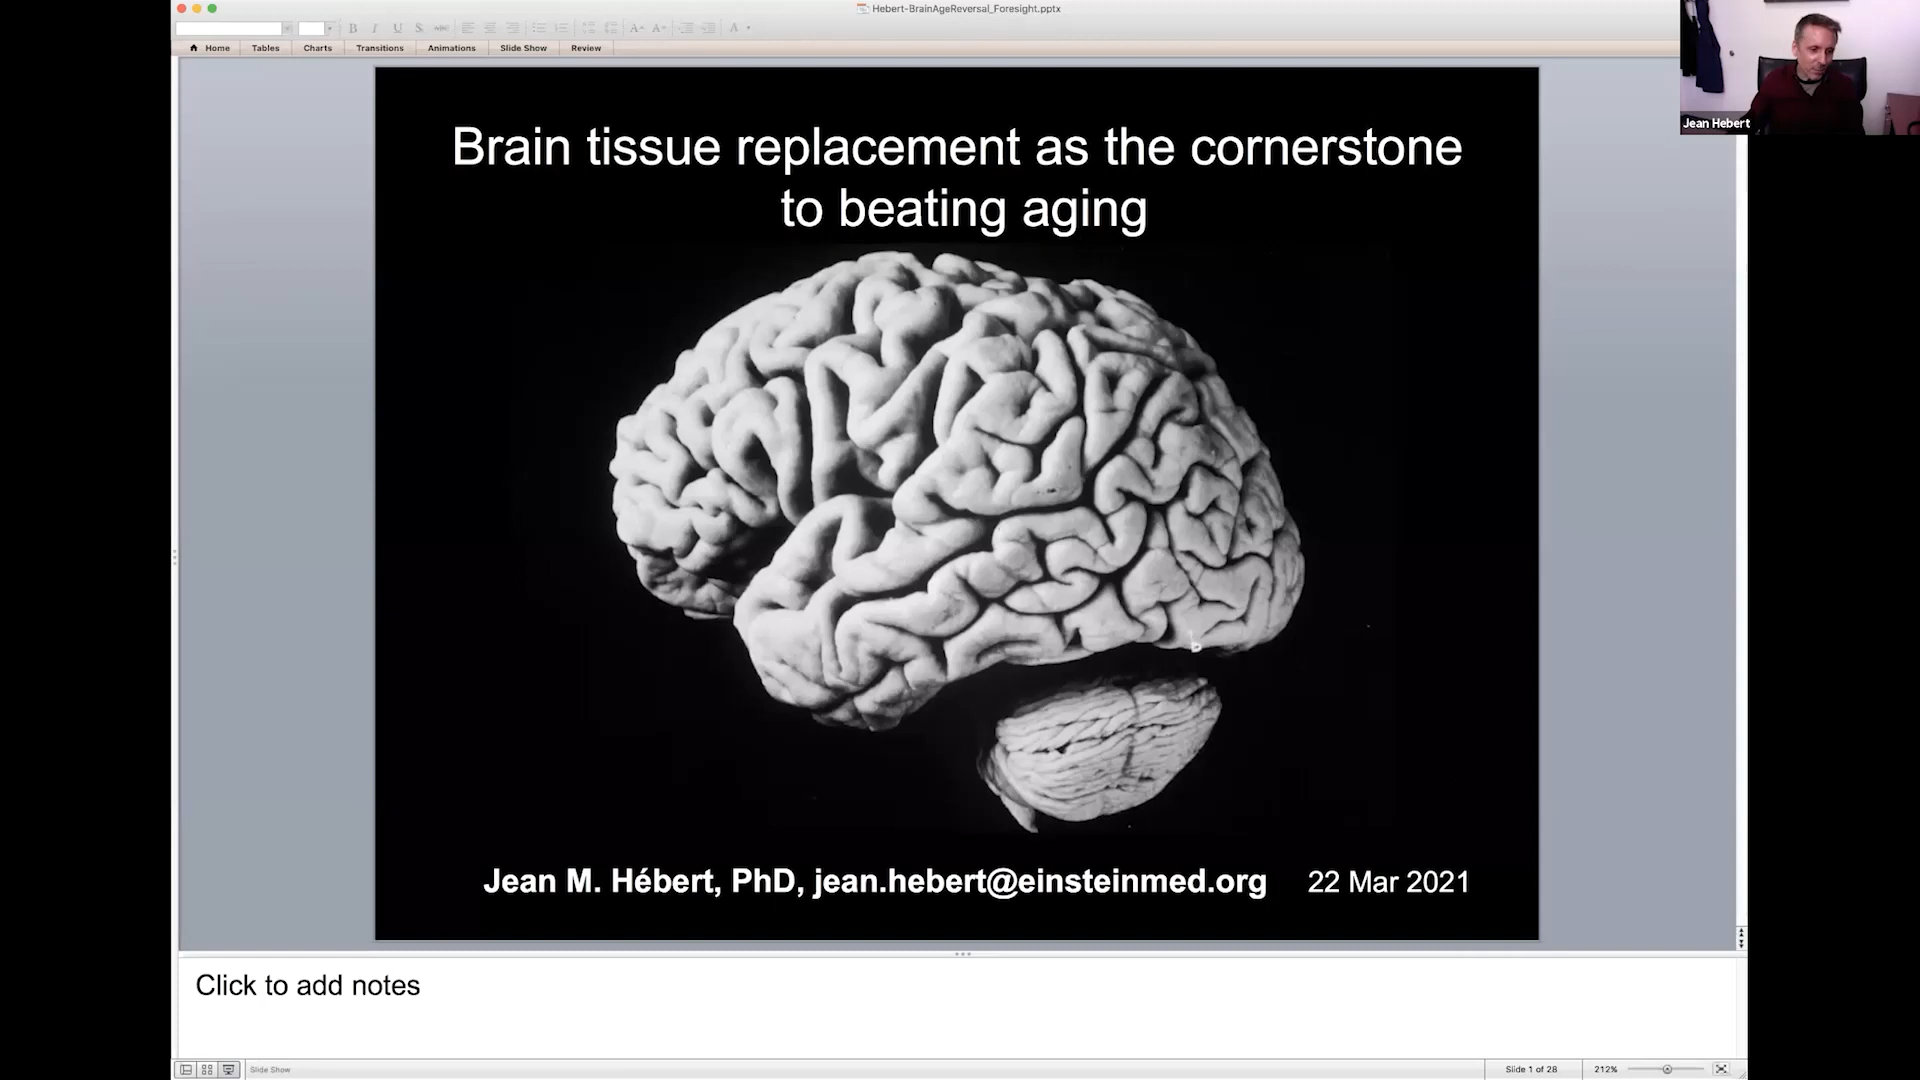 Hebert-BrainAgeReversal_Foresight.pptx
B I U S ABC A A A
Home Tables Charts Transitions Animations Slide Show Review
Jean Hebert
Brain tissue replacement as the cornerstone
to beating aging
Jean M. Hébert, PhD, jean.hebert@einsteinmed.org 22 Mar 2021
Click to add notes
Slide Show Slide 1 of 28 212%